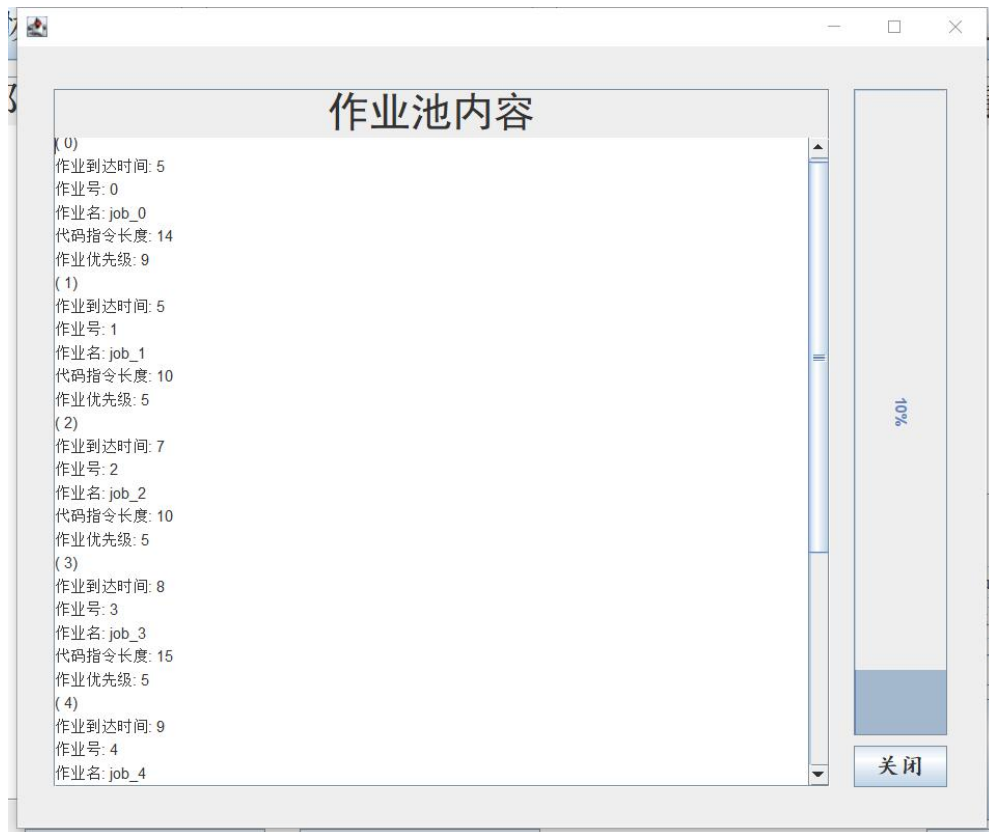 作业池内容
( 0)
作业到达时间: 5
作业号: 0
作业名: job_0
代码指令长度: 14
作业优先级: 9
( 1)
作业到达时间: 5
作业号: 1
作业名: job_1
代码指令长度: 10
作业优先级: 5
( 2)
作业到达时间: 7
作业号: 2
作业名: job_2
代码指令长度: 10
作业优先级: 5
( 3)
作业到达时间: 8
作业号: 3
作业名: job_3
代码指令长度: 15
作业优先级: 5
( 4)
作业到达时间: 9
作业号: 4
作业名: job_4
10%
关闭